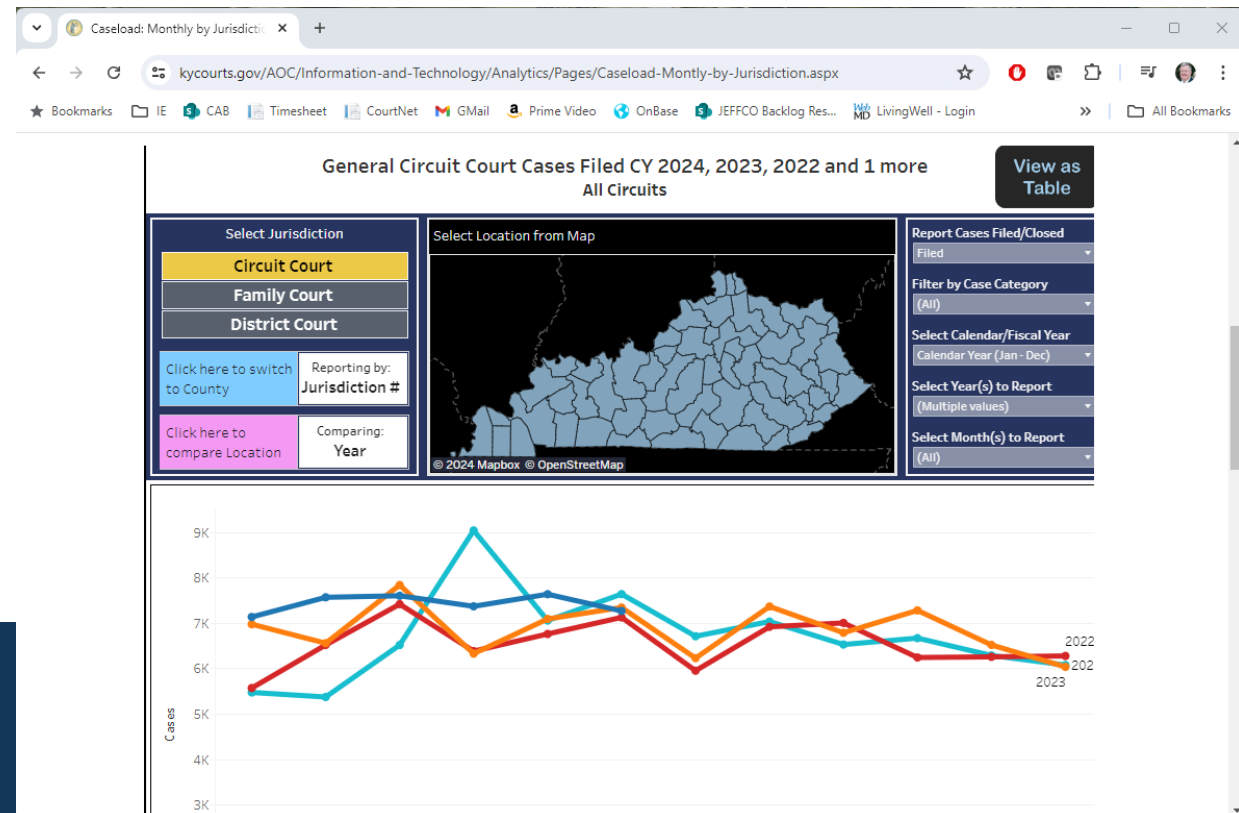 Caseload: Monthly by Jurisdictic
kycourts.gov/AOC/Information-and-Technology/Analytics/Pages/Caseload-Montly-by-Jurisdiction.aspx
Bookmarks IE CAB Timesheet CourtNet GMail Prime Video OnBase JEFFCO Backlog Res... Web MD LivingWell - Login » All Bookmarks
General Circuit Court Cases Filed CY 2024, 2023, 2022 and 1 more
All Circuits
View as
Table
Select Jurisdiction
Circuit Court
Family Court
District Court
Click here to switch
to County
Reporting by:
Jurisdiction #
Click here to
compare Location
Comparing:
Year
Select Location from Map
© 2024 Mapbox © OpenStreetMap
Report Cases Filed/Closed
Filed
Filter by Case Category
(All)
Select Calendar/Fiscal Year
Calendar Year (Jan - Dec)
Select Year(s) to Report
(Multiple values)
Select Month(s) to Report
(All)
9K
8K
7K
6K
5K
4K
3K
Cases
2022
202
2023